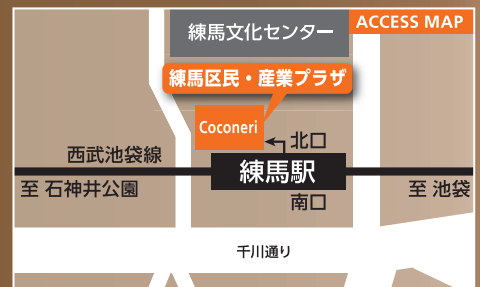 ACCESS MAP
練馬文化センター
練馬区民・産業プラザ
Coconeri
北口
西武池袋線
練馬駅
至 石神井公園
至 池袋
南口
千川通り